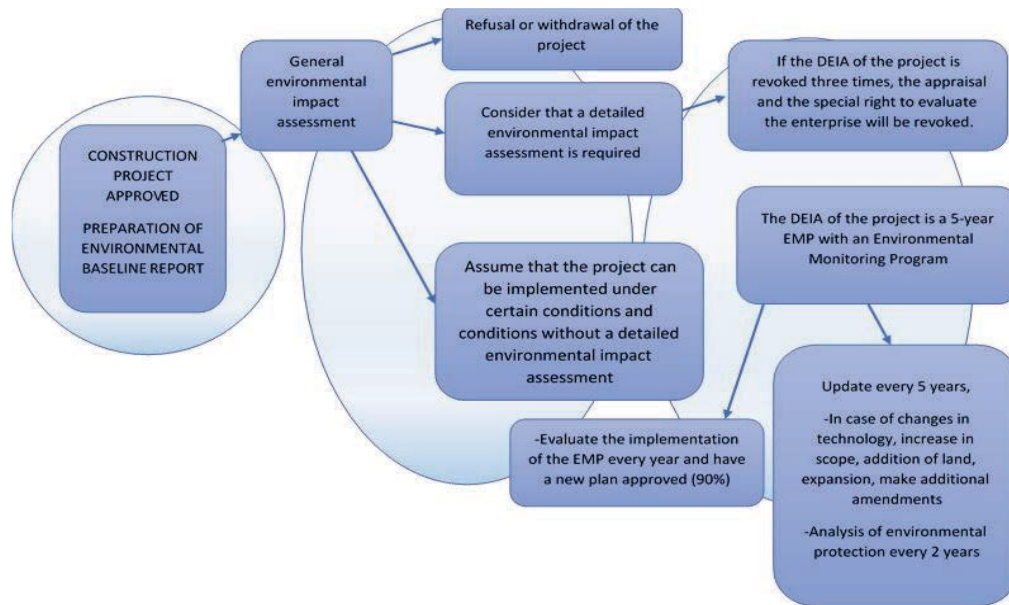 CONSTRUCTION
PROJECT
APPROVED
PREPARATION OF
ENVIRONMENTAL
BASELINE REPORT
General
environmental
impact
assessment
Refusal or withdrawal of the
project
Consider that a detailed
environmental impact
assessment is required
Assume that the project can
be implemented under
certain conditions and
conditions without a detailed
environmental impact
assessment
If the DEIA of the project is
revoked three times, the appraisal
and the special right to evaluate
the enterprise will be revoked.
The DEIA of the project is a 5-year
EMP with an Environmental
Monitoring Program
-Evaluate the implementation
of the EMP every year and have
a new plan approved (90%)
Update every 5 years,
-In case of changes in
technology, increase in
scope, addition of land,
expansion, make additional
amendments
-Analysis of environmental
protection every 2 years